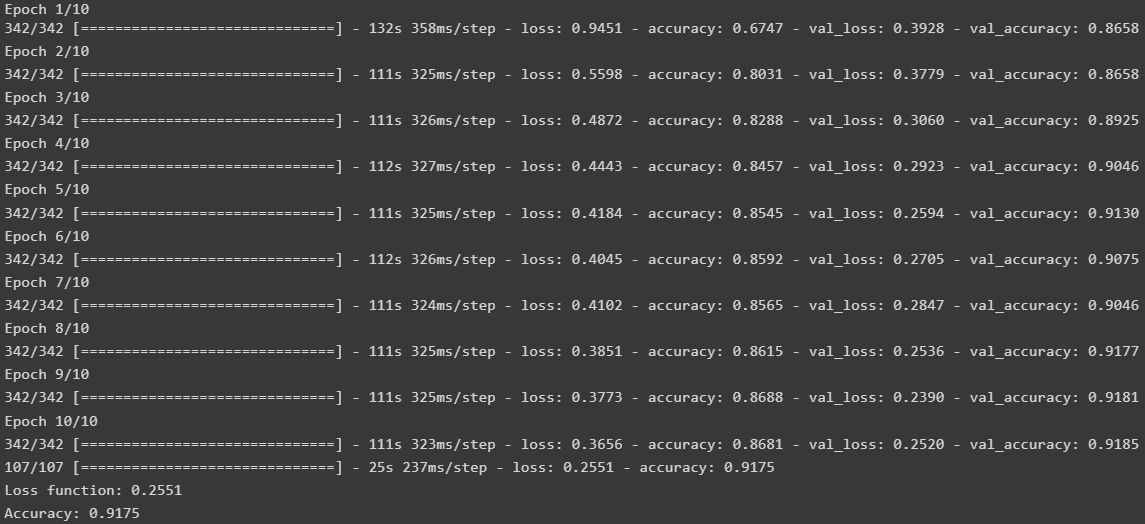 Epoch 1/10
342/342 [==============================] - 132s 358ms/step - loss: 0.9451 - accuracy: 0.6747 - val_loss: 0.3928 - val_accuracy: 0.8658
Epoch 2/10
342/342 [==============================] - 111s 325ms/step - loss: 0.5598 - accuracy: 0.8031 - val_loss: 0.3779 - val_accuracy: 0.8658
Epoch 3/10
342/342 [==============================] - 111s 326ms/step - loss: 0.4872 - accuracy: 0.8288 - val_loss: 0.3060 - val_accuracy: 0.8925
Epoch 4/10
342/342 [==============================] - 112s 327ms/step - loss: 0.4443 - accuracy: 0.8457 - val_loss: 0.2923 - val_accuracy: 0.9046
Epoch 5/10
342/342 [==============================] - 111s 325ms/step - loss: 0.4184 - accuracy: 0.8545 - val_loss: 0.2594 - val_accuracy: 0.9130
Epoch 6/10
342/342 [==============================] - 112s 326ms/step - loss: 0.4045 - accuracy: 0.8592 - val_loss: 0.2705 - val_accuracy: 0.9075
Epoch 7/10
342/342 [==============================] - 111s 324ms/step - loss: 0.4102 - accuracy: 0.8565 - val_loss: 0.2847 - val_accuracy: 0.9046
Epoch 8/10
342/342 [==============================] - 111s 325ms/step - loss: 0.3851 - accuracy: 0.8615 - val_loss: 0.2536 - val_accuracy: 0.9177
Epoch 9/10
342/342 [==============================] - 111s 325ms/step - loss: 0.3773 - accuracy: 0.8688 - val_loss: 0.2390 - val_accuracy: 0.9181
Epoch 10/10
342/342 [==============================] - 111s 323ms/step - loss: 0.3656 - accuracy: 0.8681 - val_loss: 0.2520 - val_accuracy: 0.9185
107/107 [==============================] - 25s 237ms/step - loss: 0.2551 - accuracy: 0.9175
Loss function: 0.2551
Accuracy: 0.9175